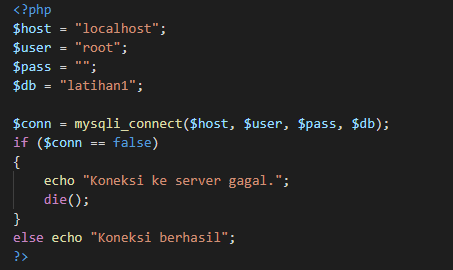 <?php
$host = "localhost";
$user = "root";
$pass = "";
$db = "latihan1";

$conn = mysqli_connect($host, $user, $pass, $db);
if ($conn == false)
{
    echo "Koneksi ke server gagal.";
    die();
}
else echo "Koneksi berhasil";
?>